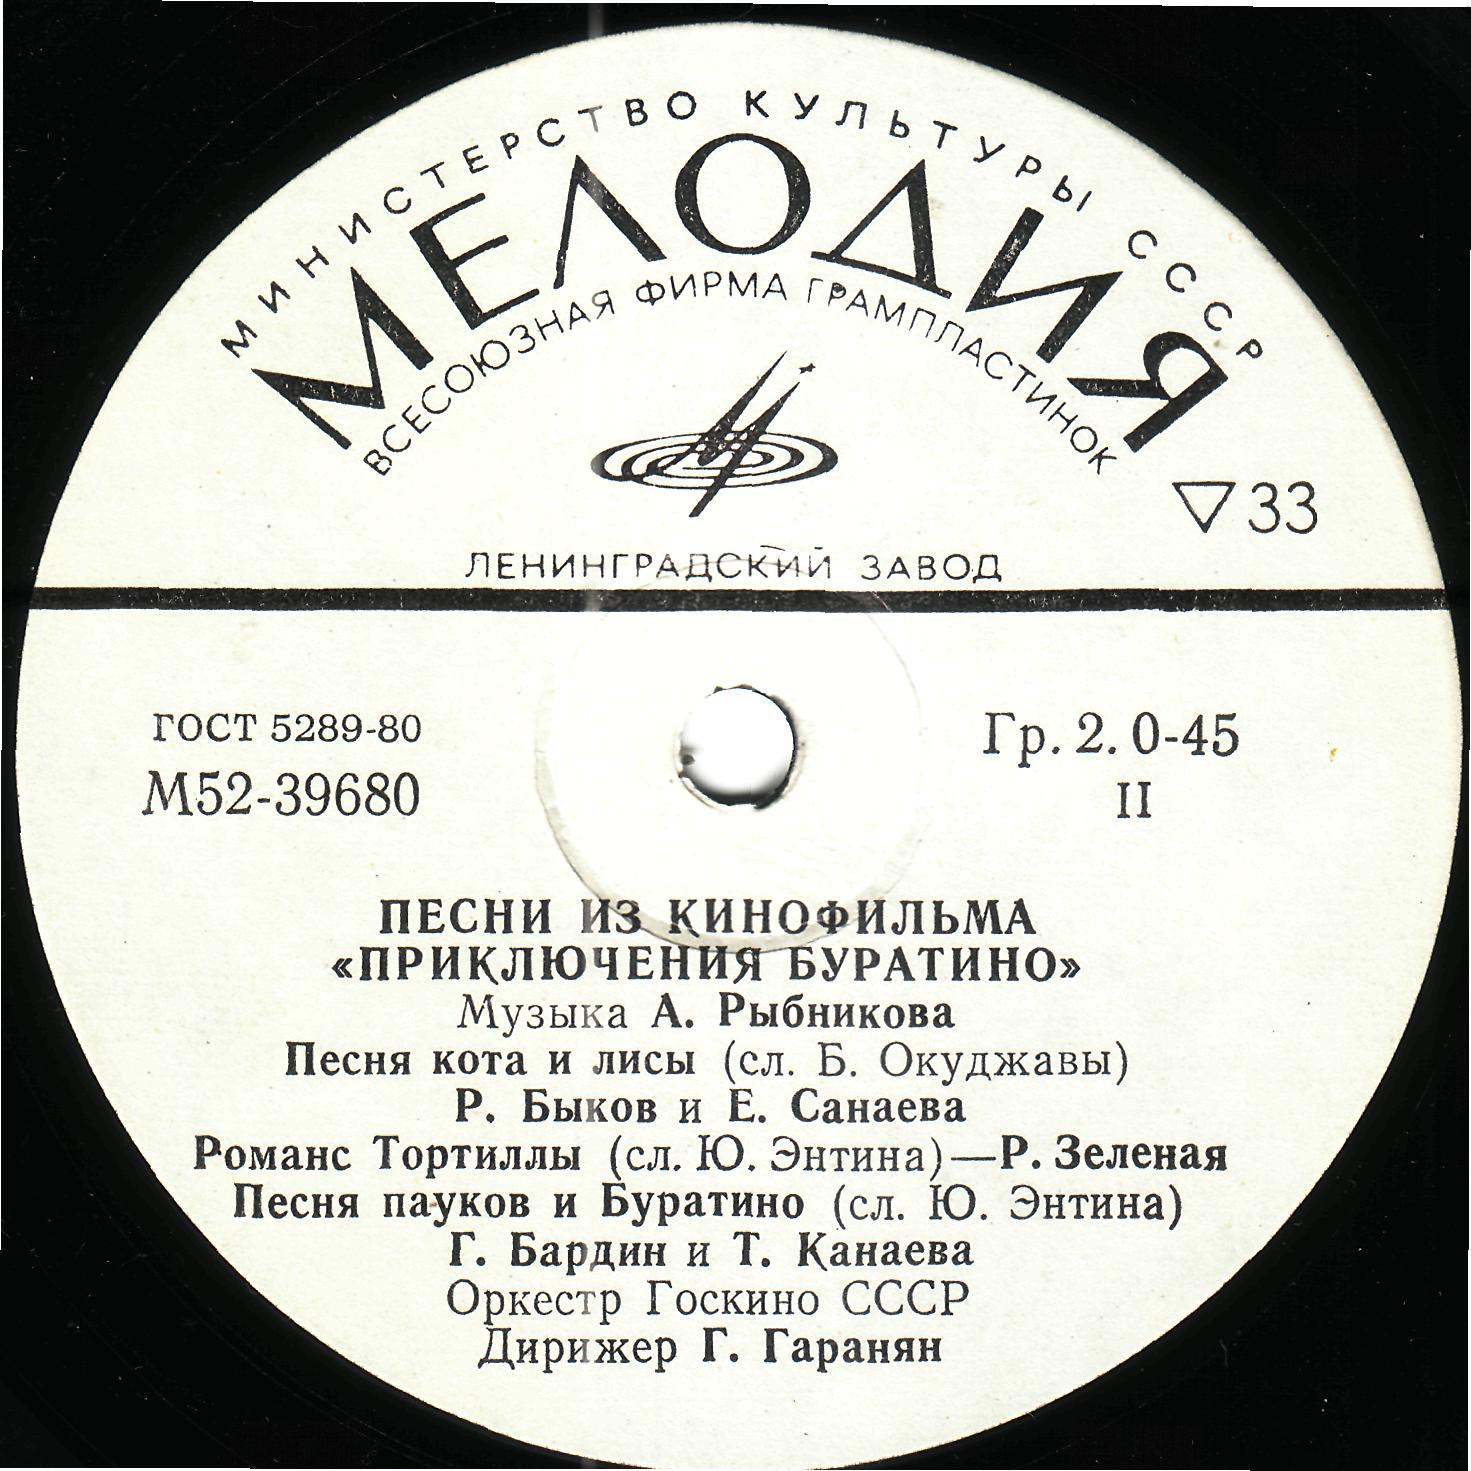 МИНИСТЕРСТВО КУЛЬТУРЫ СССР
МЕЛОДИЯ
ВСЕСОЮЗНАЯ ФИРМА ГРАМПЛАСТИНОК
▽33
ЛЕНИНГРАДСКИЙ ЗАВОД
ГОСТ 5289-80
Гр. 2. 0-45
М52-39680
II
ПЕСНИ ИЗ КИНОФИЛЬМА
«ПРИКЛЮЧЕНИЯ БУРАТИНО»
Музыка А. Рыбникова
Песня кота и лисы (сл. Б. Окуджавы)
Р. Быков и Е. Санаева
Романс Тортиллы (сл. Ю. Энтина)—Р. Зеленая
Песня пауков и Буратино (сл. Ю. Энтина)
Г. Бардин и Т. Канаева
Оркестр Госкино СССР
Дирижер Г. Гаранян